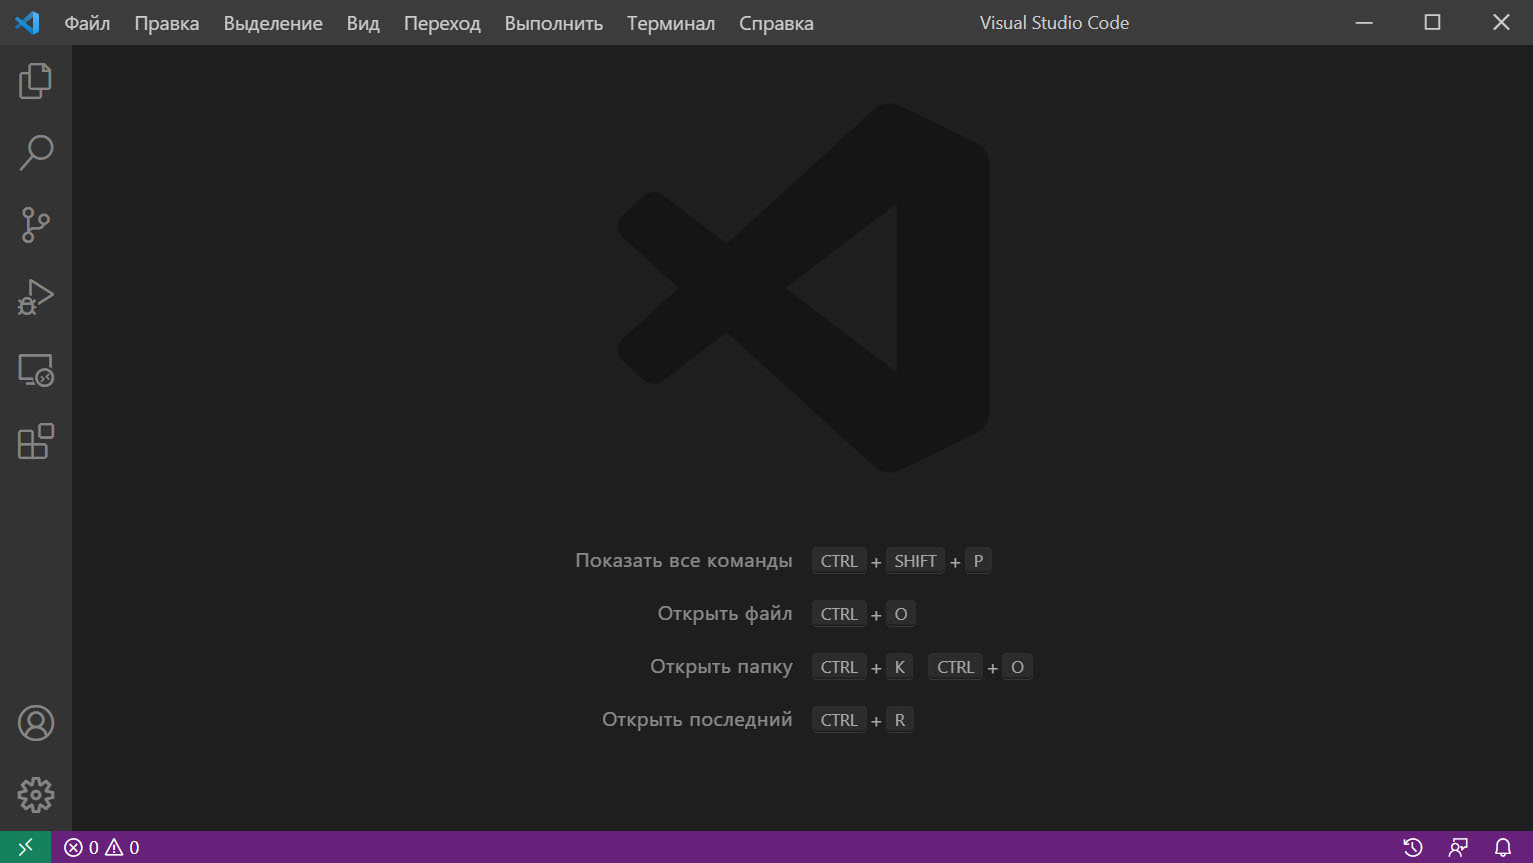 Файл Правка Выделение Вид Переход Выполнить Терминал Справка Visual Studio Code
Показать все команды CTRL + SHIFT + P
Открыть файл CTRL + O
Открыть папку CTRL + K CTRL + O
Открыть последний CTRL + R
0 0